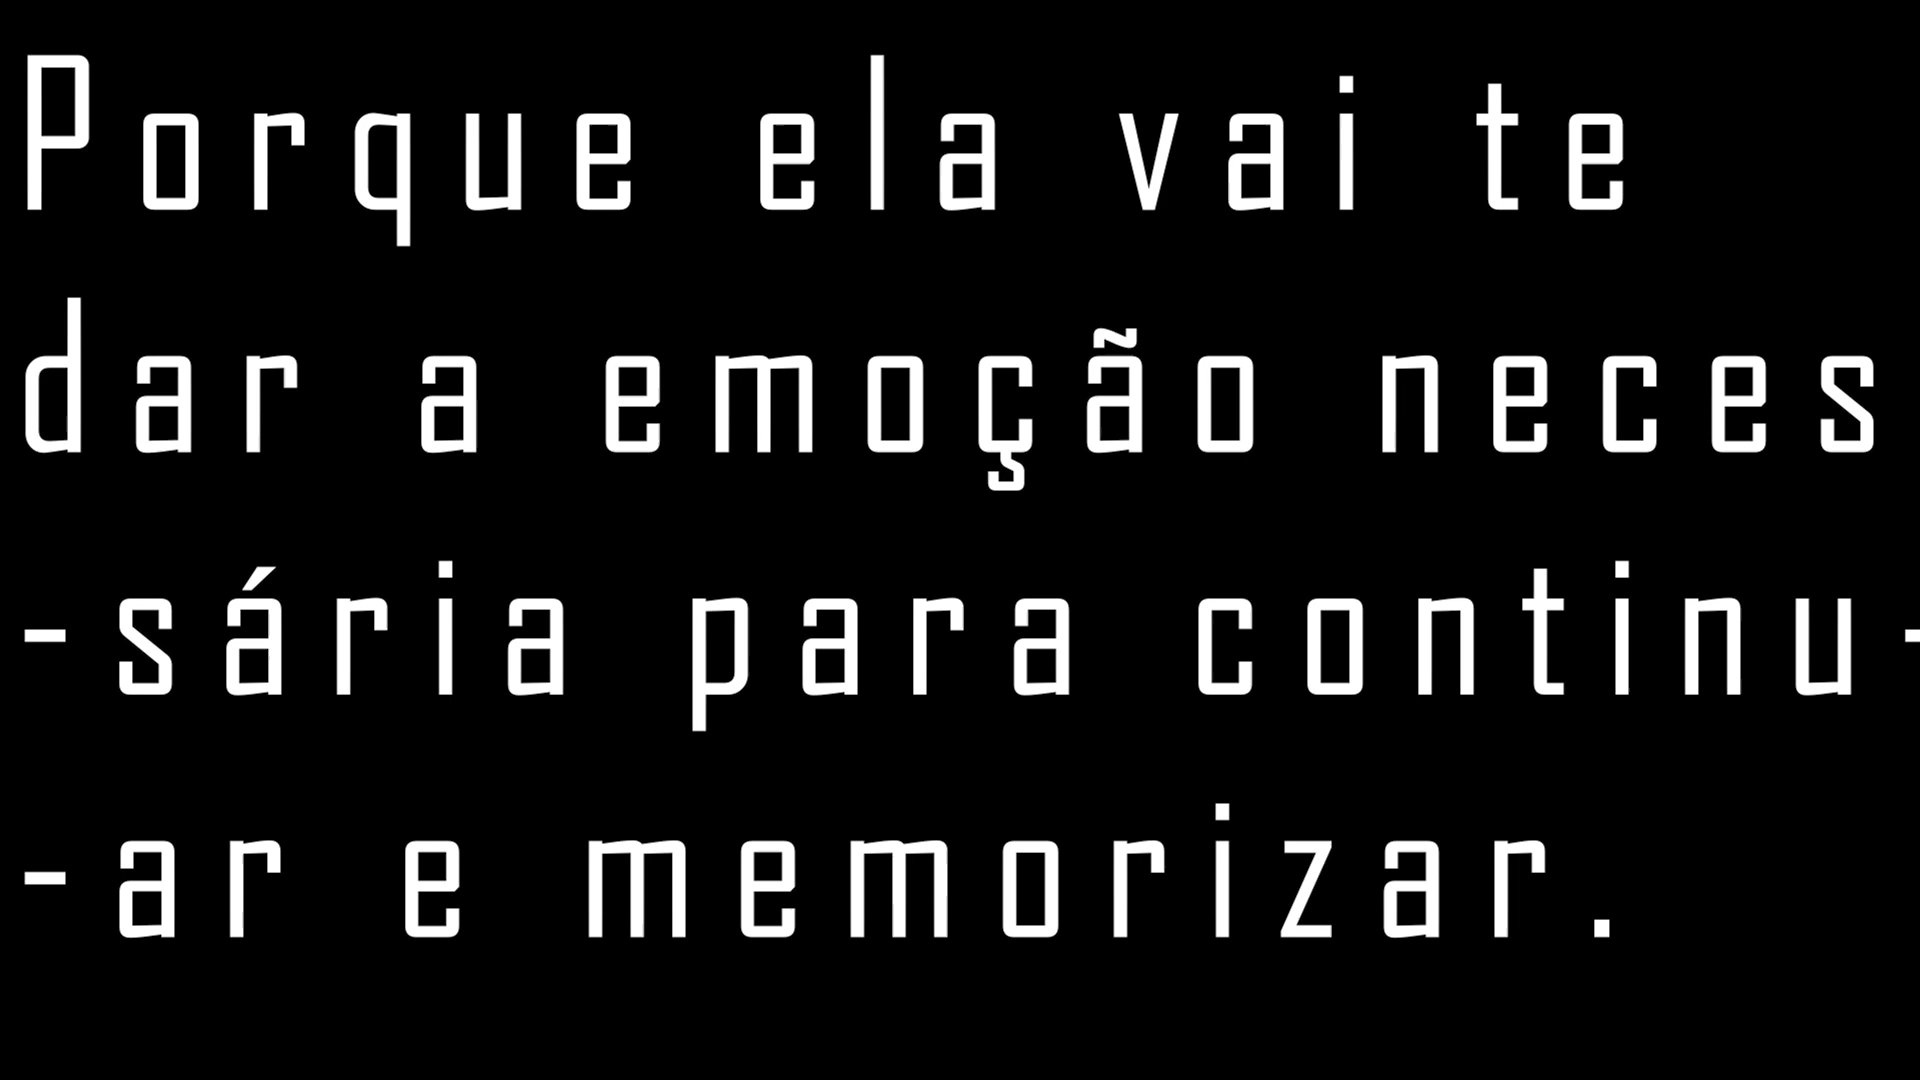 Porque ela vai te
dar a emoção neces
-sária para continu-
-ar e memorizar.